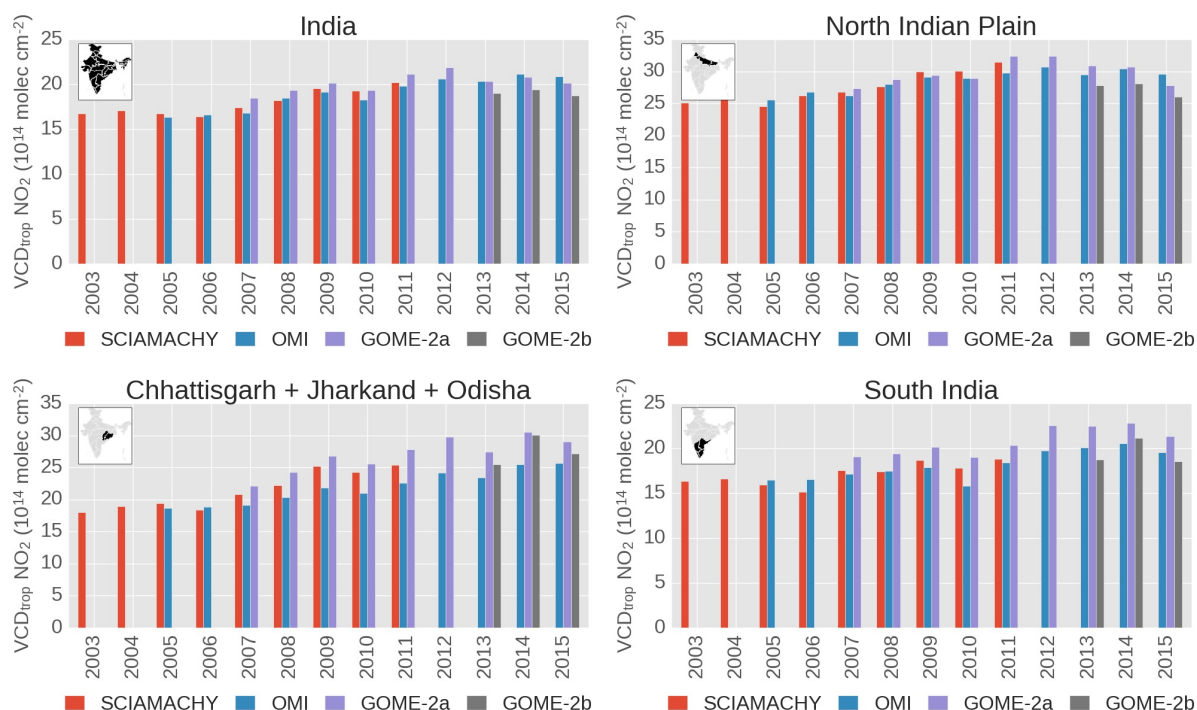 India
VCDtrop NO2 (10^14 molec cm^-2)
25
20
15
10
5
0
2003 2004 2005 2006 2007 2008 2009 2010 2011 2012 2013 2014 2015
SCIAMACHY OMI GOME-2a GOME-2b
North Indian Plain
VCDtrop NO2 (10^14 molec cm^-2)
35
30
25
20
15
10
5
0
2003 2004 2005 2006 2007 2008 2009 2010 2011 2012 2013 2014 2015
SCIAMACHY OMI GOME-2a GOME-2b
Chhattisgarh + Jharkand + Odisha
VCDtrop NO2 (10^14 molec cm^-2)
35
30
25
20
15
10
5
0
2003 2004 2005 2006 2007 2008 2009 2010 2011 2012 2013 2014 2015
SCIAMACHY OMI GOME-2a GOME-2b
South India
VCDtrop NO2 (10^14 molec cm^-2)
25
20
15
10
5
0
2003 2004 2005 2006 2007 2008 2009 2010 2011 2012 2013 2014 2015
SCIAMACHY OMI GOME-2a GOME-2b